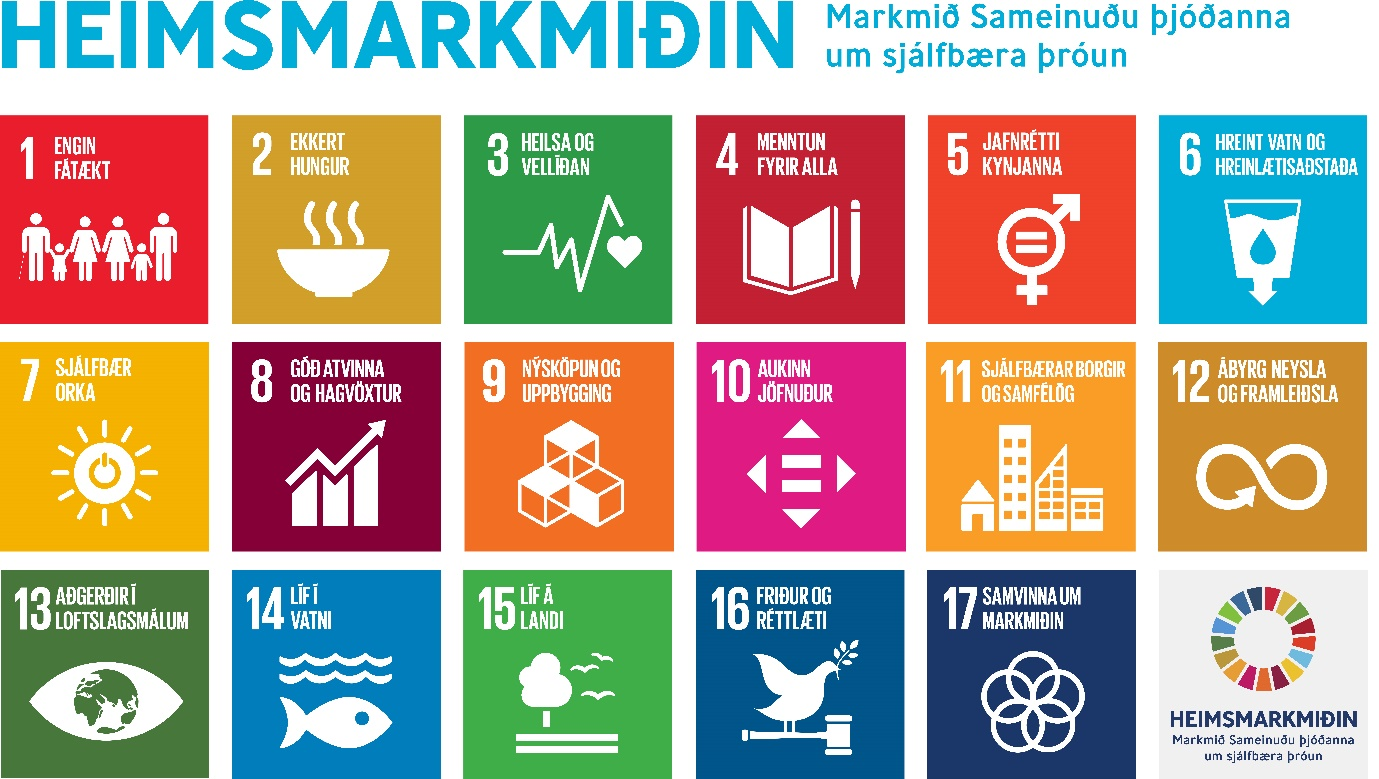 HEIMSMARKMIÐIN
Markmið Sameinuðu þjóðanna
um sjálfbæra þróun
1 ENGIN
FÁTÆKT
2 EKKERT
HUNGUR
3 HEILSA OG
VELLÍÐAN
4 MENNTUN
FYRIR ALLA
5 JAFNRÉTTI
KYNJANNA
6 HREINT VATN OG
HREINLÆTISAÐSTAÐA
7 SJÁLFBÆR
ORKA
8 GÓÐ ATVINNA
OG HAGVÖXTUR
9 NÝSKÖPUN OG
UPPBYGGING
10 AUKINN
JÖFNUÐUR
11 SJÁLFBÆRAR BORGIR
OG SAMFÉLÖG
12 ÁBYRG NEYSLA
OG FRAMLEIÐSLA
13 AÐGERÐIR Í
LOFTSLAGSMÁLUM
14 LÍF Í
VATNI
15 LÍF Á
LANDI
16 FRIÐUR OG
RÉTTLÆTI
17 SAMVINNA UM
MARKMIÐIN
HEIMSMARKMIÐIN
Markmið Sameinuðu þjóðanna
um sjálfbæra þróun